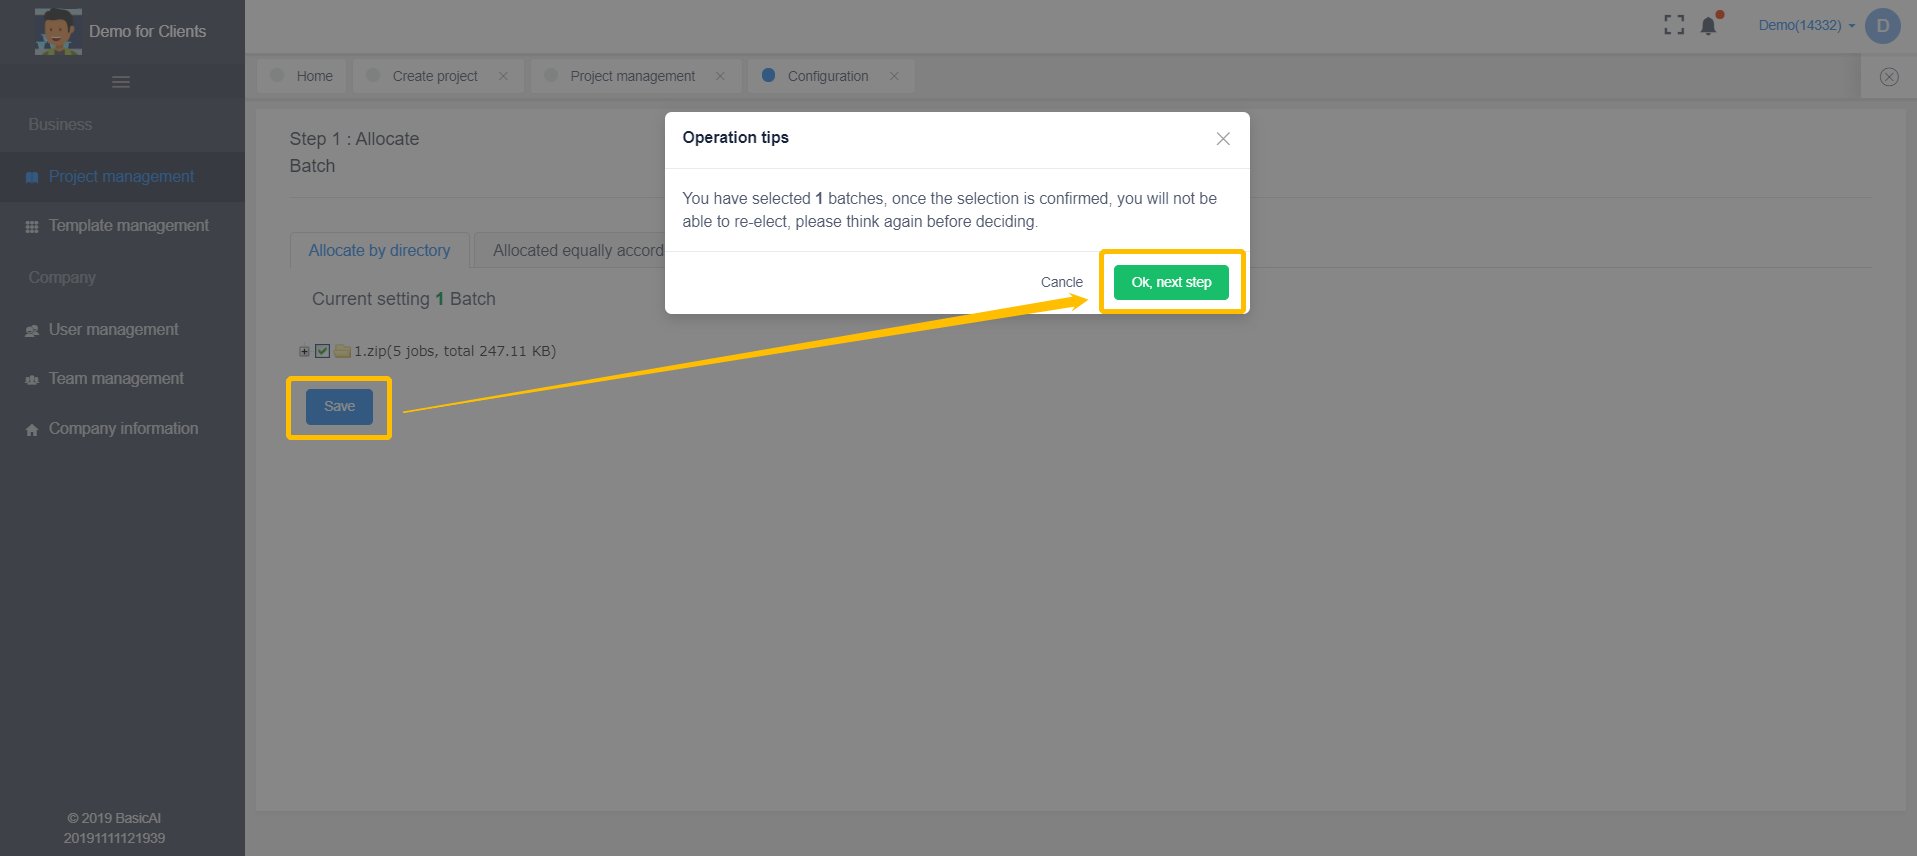 Demo for Clients
Demo(14332)
D
Home
Create project
Project management
Configuration
Business
Project management
Template management
Company
User management
Team management
Company information
© 2019 BasicAI
20191111121939
Step 1 : Allocate
Batch
Allocate by directory
Allocated equally accord
Current setting 1 Batch
1.zip(5 jobs, total 247.11 KB)
Save
Operation tips
You have selected 1 batches, once the selection is confirmed, you will not be
able to re-elect, please think again before deciding.
Cancle
Ok, next step